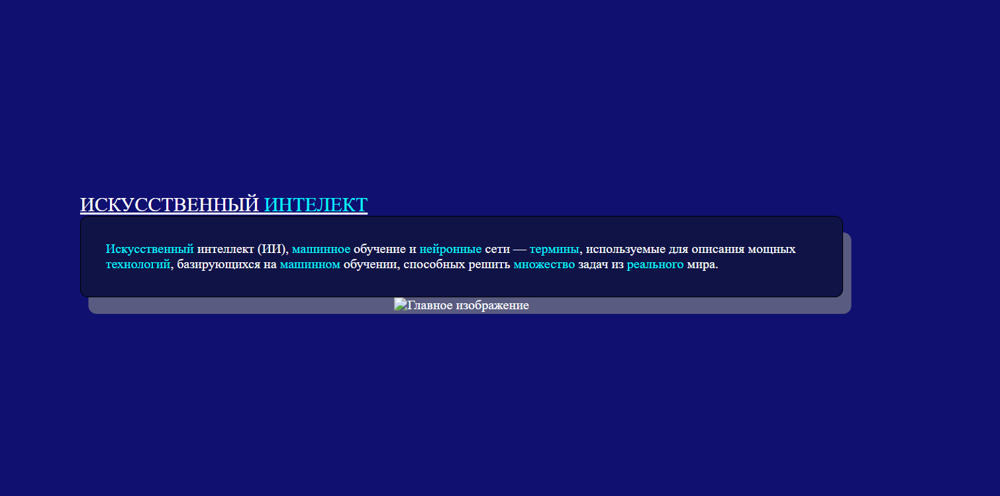 ИСКУССТВЕННЫЙ ИНТЕЛЕКТ
Искусственный интеллект (ИИ), машинное обучение и нейронные сети — термины, используемые для описания мощных
технологий, базирующихся на машинном обучении, способных решить множество задач из реального мира.
Главное изображение